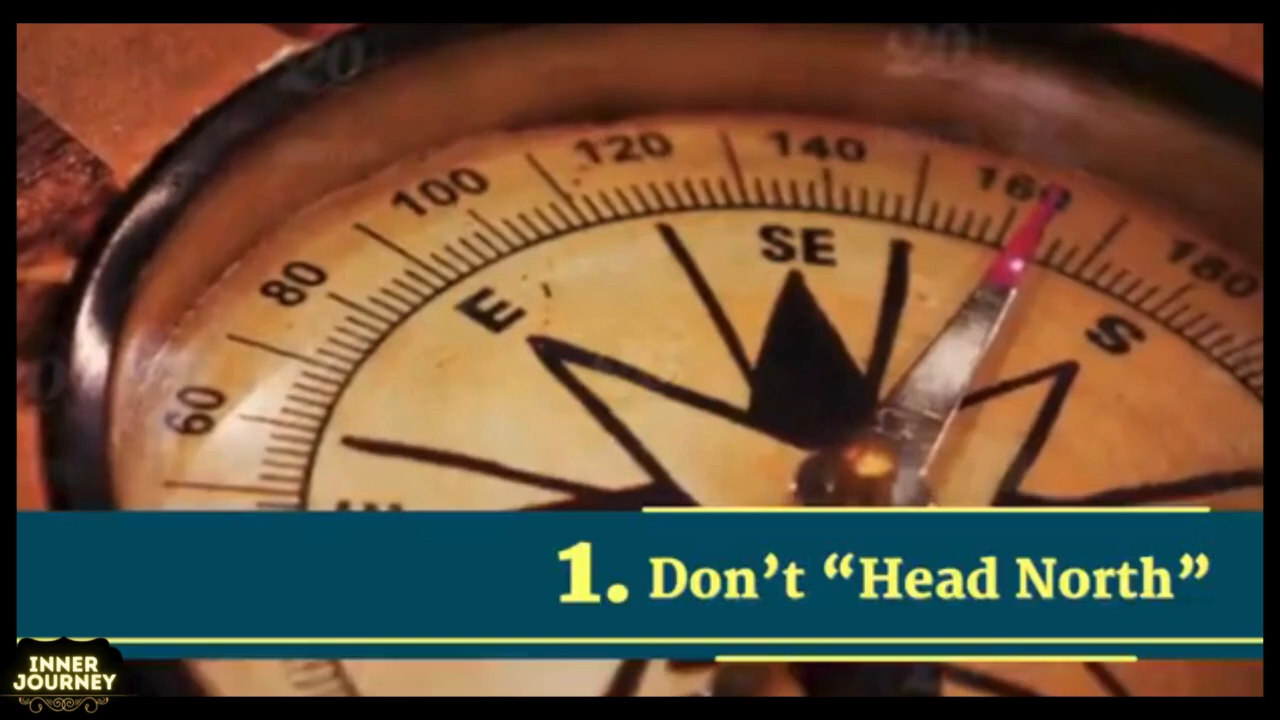 120
140
100
160
SE
180
80
E
S
60
1. Don’t “Head North”
INNER
JOURNEY